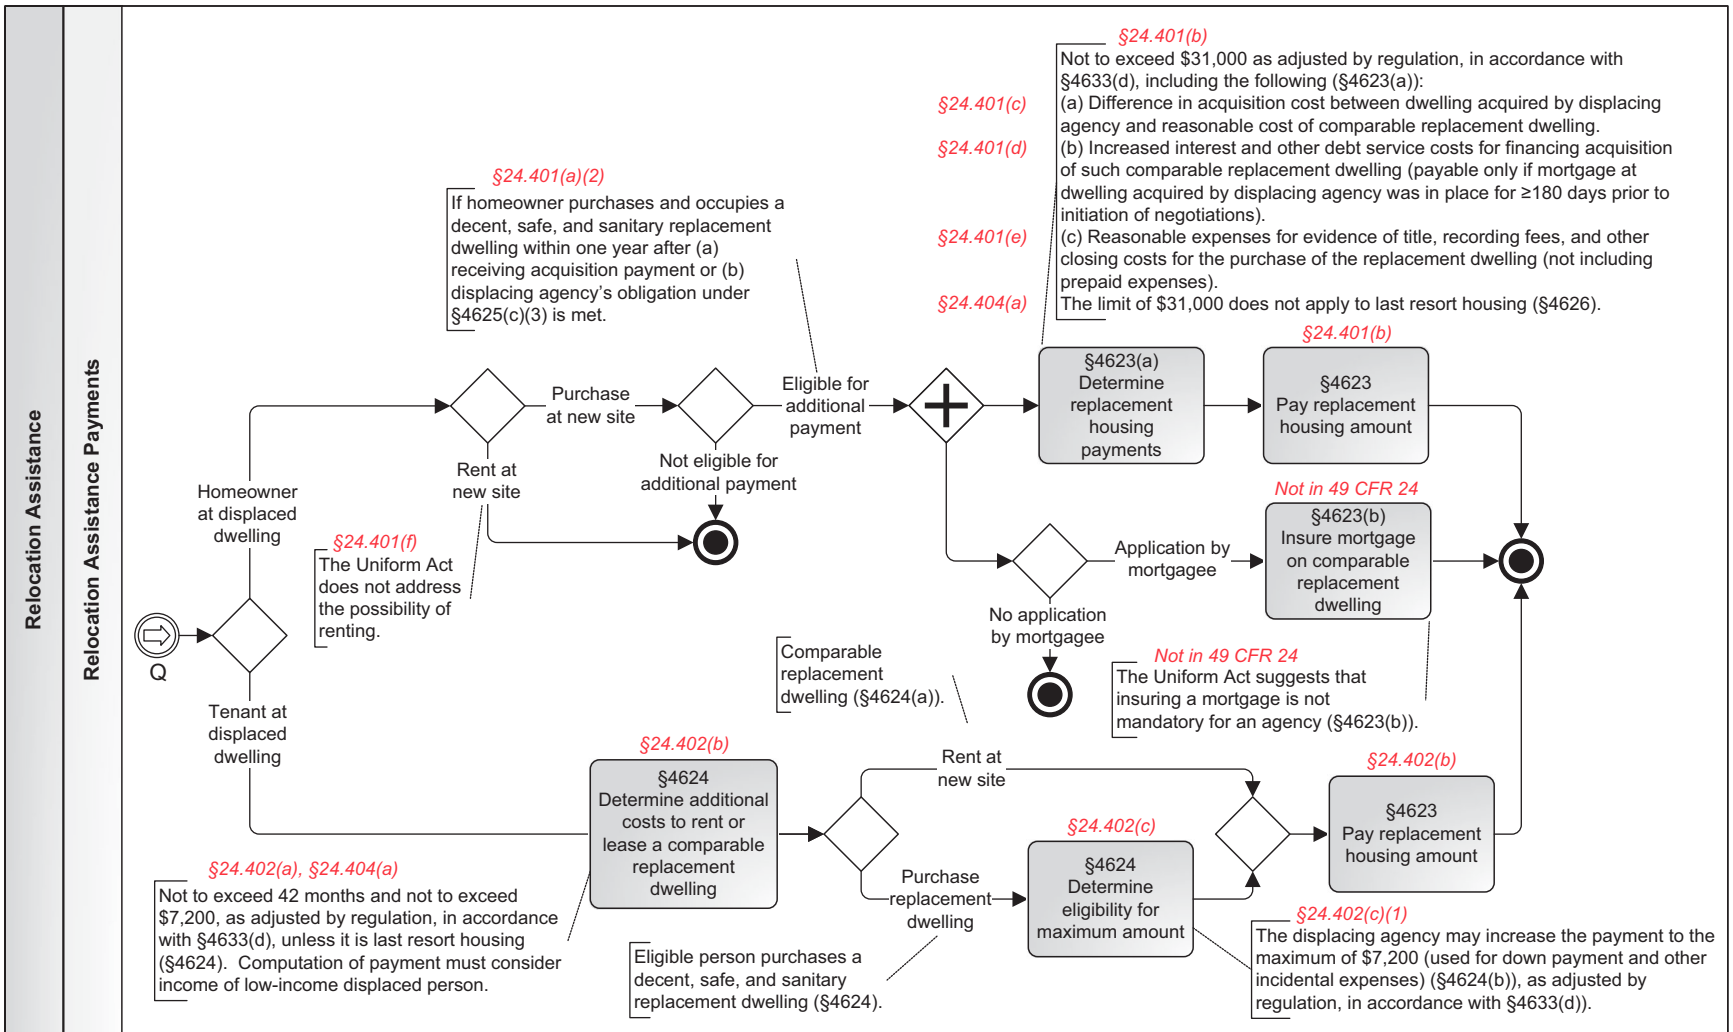 Relocation Assistance
Relocation Assistance Payments
§24.401(b)
Not to exceed $31,000 as adjusted by regulation, in accordance with
§4633(d), including the following (§4623(a)):
§24.401(c)
(a) Difference in acquisition cost between dwelling acquired by displacing
agency and reasonable cost of comparable replacement dwelling.
§24.401(d)
(b) Increased interest and other debt service costs for financing acquisition
of such comparable replacement dwelling (payable only if mortgage at
dwelling acquired by displacing agency was in place for ≥180 days prior to
initiation of negotiations).
§24.401(e)
(c) Reasonable expenses for evidence of title, recording fees, and other
closing costs for the purchase of the replacement dwelling (not including
prepaid expenses).
§24.404(a)
The limit of $31,000 does not apply to last resort housing (§4626).
§24.401(a)(2)
If homeowner purchases and occupies a
decent, safe, and sanitary replacement
dwelling within one year after (a)
receiving acquisition payment or (b)
displacing agency's obligation under
§4625(c)(3) is met.
Homeowner
at displaced
dwelling
Purchase
at new site
Rent at
new site
Eligible for
additional
payment
Not eligible for
additional payment
§4623(a)
Determine
replacement
housing
payments
§24.401(b)
§4623
Pay replacement
housing amount
§24.401(f)
The Uniform Act
does not address
the possibility of
renting.
Application by
mortgagee
Not in 49 CFR 24
§4623(b)
Insure mortgage
on comparable
replacement
dwelling
No application
by mortgagee
Not in 49 CFR 24
The Uniform Act suggests that
insuring a mortgage is not
mandatory for an agency (§4623(b)).
Q
Tenant at
displaced
dwelling
Comparable
replacement
dwelling (§4624(a)).
§24.402(b)
§4624
Determine additional
costs to rent or
lease a comparable
replacement
dwelling
Rent at
new site
§24.402(b)
§4623
Pay replacement
housing amount
§24.402(a), §24.404(a)
Not to exceed 42 months and not to exceed
$7,200, as adjusted by regulation, in accordance
with §4633(d), unless it is last resort housing
(§4624).  Computation of payment must consider
income of low-income displaced person.
Purchase
replacement
dwelling
§24.402(c)
§4624
Determine
eligibility for
maximum amount
Eligible person purchases a
decent, safe, and sanitary
replacement dwelling (§4624).
§24.402(c)(1)
The displacing agency may increase the payment to the
maximum of $7,200 (used for down payment and other
incidental expenses) (§4624(b)), as adjusted by
regulation, in accordance with §4633(d)).